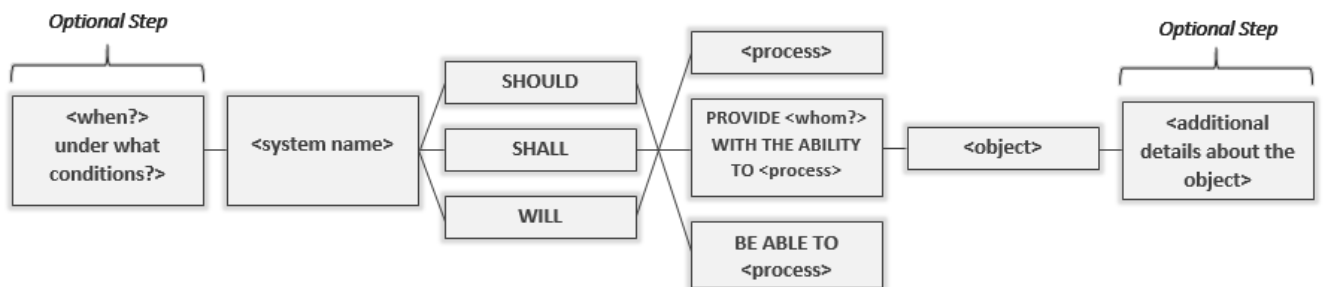 Optional Step
<when?>
under what
conditions?>
<system name>
SHOULD
SHALL
WILL
<process>
PROVIDE <whom?>
WITH THE ABILITY
TO <process>
BE ABLE TO
<process>
<object>
Optional Step
<additional
details about the
object>